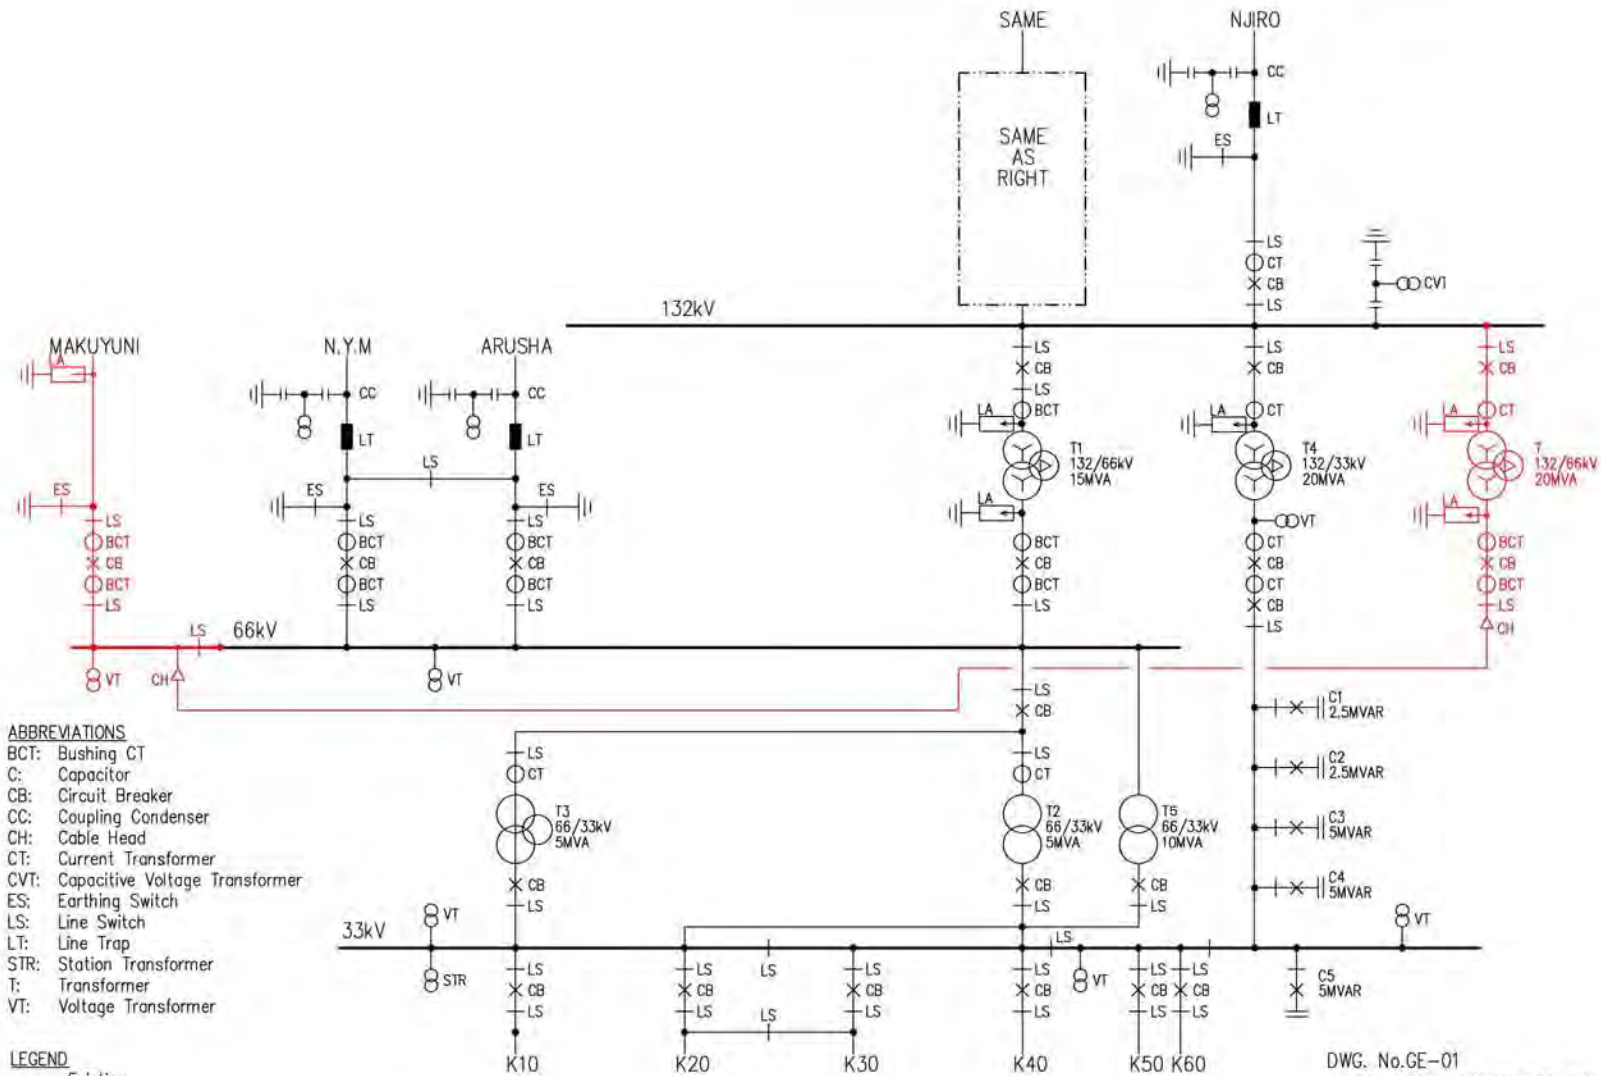 SAME
NJIRO
CC
LT
ES
SAME
AS
RIGHT
LS
CT
CB
LS
CVT
132kV
MAKUYUNI
LA
N.Y.M
ARUSHA
CC
CC
LT
LT
LS
ES
ES
ES
LS
BCT
CB
BCT
LS
LS
BCT
CB
BCT
LS
LS
BCT
CB
BCT
LS
LS
CB
LS
BCT
LA
T1
132/66kV
15MVA
LA
BCT
CB
BCT
LS
LS
CB
CT
LA
T4
132/33kV
20MVA
VT
CT
CB
CT
CB
LS
LS
CB
CT
LA
T
132/66kV
20MVA
LA
BCT
CB
BCT
LS
CH
LS
66kV
VT
CH
VT
LS
CB
C1
2.5MVAR
C2
2.5MVAR
C3
5MVAR
C4
5MVAR
LS
CT
T3
66/33kV
5MVA
CB
LS
LS
CT
T2
66/33kV
5MVA
CB
LS
T5
66/33kV
10MVA
CB
LS
VT
VT
33kV
STR
LS
LS
VT
C5
5MVAR
LS
CB
LS
LS
CB
LS
LS
CB
LS
LS
CB
LS
LS
CB
LS
LS
CB
LS
LS
K10
K20
K30
K40
K50
K60
ABBREVIATIONS
BCT: Bushing CT
C: Capacitor
CB: Circuit Breaker
CC: Coupling Condenser
CH: Cable Head
CT: Current Transformer
CVT: Capacitive Voltage Transformer
ES: Earthing Switch
LS: Line Switch
LT: Line Trap
STR: Station Transformer
T: Transformer
VT: Voltage Transformer
LEGEND
DWG. No.GE-01